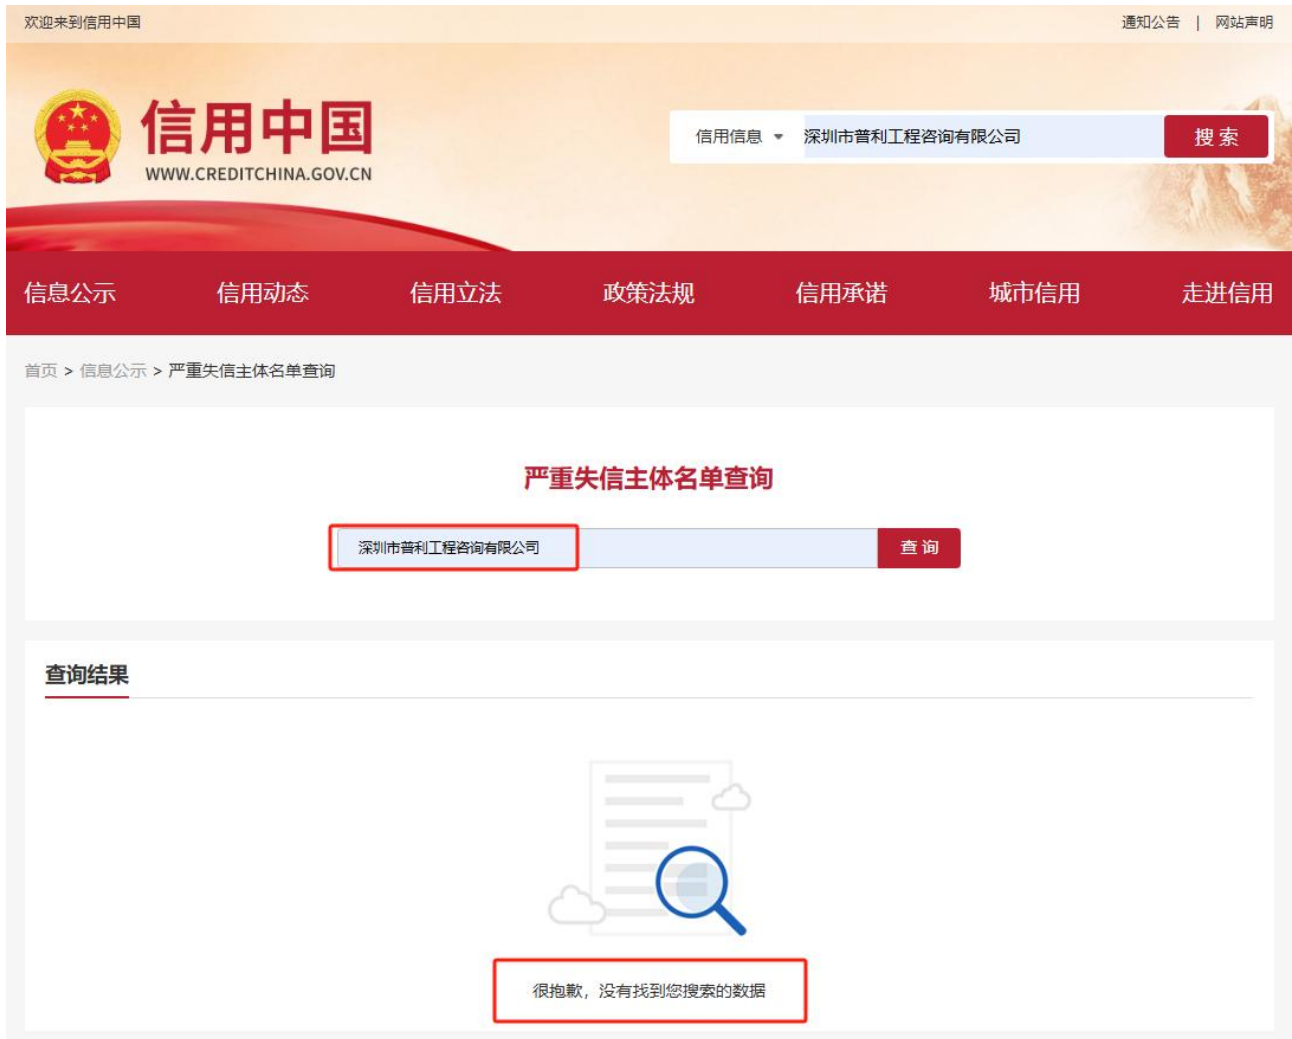 欢迎来到信用中国
通知公告 | 网站声明
信用中国
WWW.CREDITCHINA.GOV.CN
信用信息 深圳市普利工程咨询有限公司 搜索
信息公示 信用动态 信用立法 政策法规 信用承诺 城市信用 走进信用
首页 > 信息公示 > 严重失信主体名单查询
严重失信主体名单查询
深圳市普利工程咨询有限公司 查询
查询结果
很抱歉，没有找到您搜索的数据